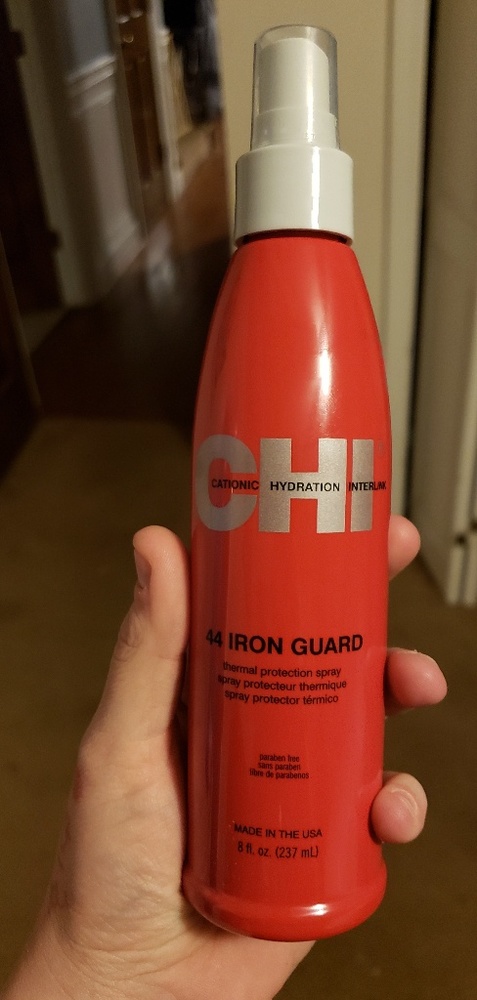 CHI
CATIONIC HYDRATION INTERLINK
44 IRON GUARD
thermal protection spray
spray protecteur thermique
spray protector térmico
paraben free
sans paraben
libre de parabenos
MADE IN THE USA
8 fl. oz. (237 mL)